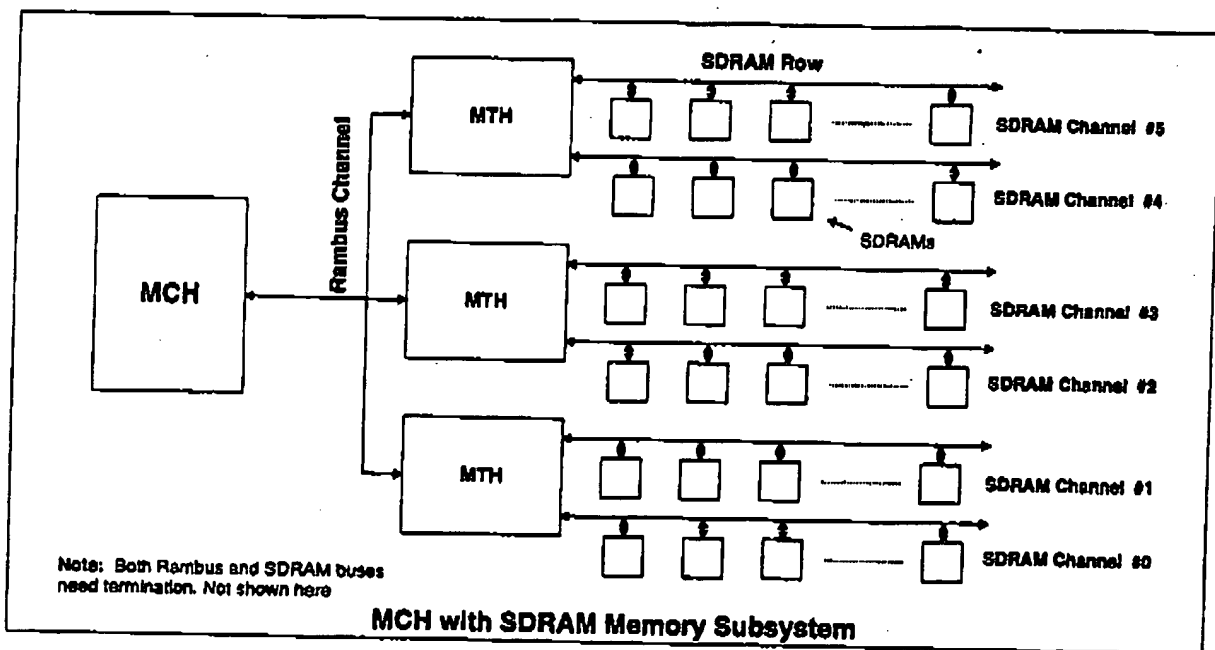 SDRAM Row
MTH
SDRAM Channel #5
SDRAM Channel #4
SDRAMs
Rambus Channel
MCH
MTH
SDRAM Channel #3
SDRAM Channel #2
MTH
SDRAM Channel #1
SDRAM Channel #0
Note: Both Rambus and SDRAM buses
need termination. Not shown here
MCH with SDRAM Memory Subsystem